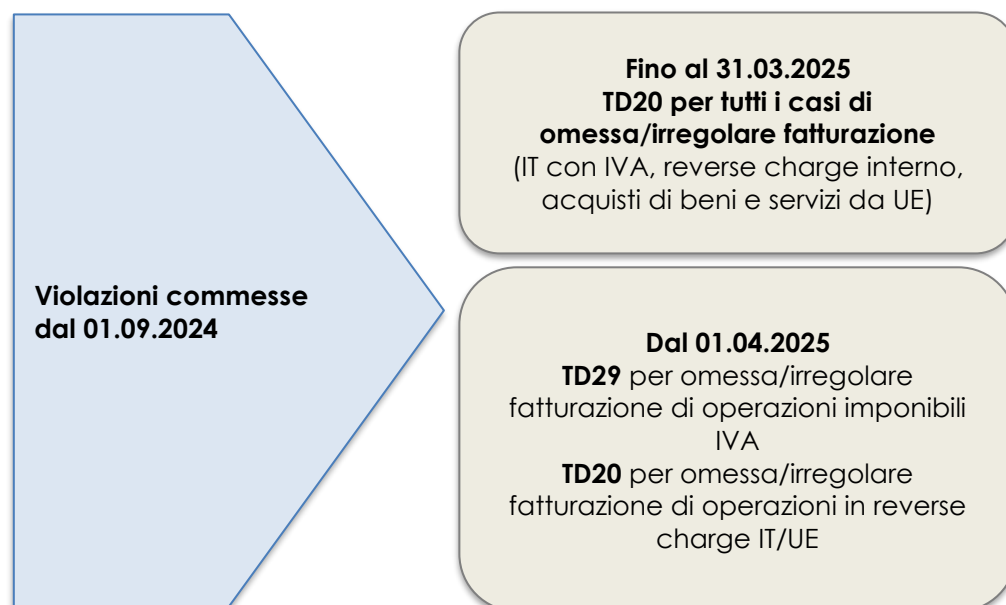 Violazioni commesse
dal 01.09.2024
Fino al 31.03.2025
TD20 per tutti i casi di
omessa/irregolare fatturazione
(IT con IVA, reverse charge interno,
acquisti di beni e servizi da UE)
Dal 01.04.2025
TD29 per omessa/irregolare
fatturazione di operazioni imponibili
IVA
TD20 per omessa/irregolare
fatturazione di operazioni in reverse
charge IT/UE